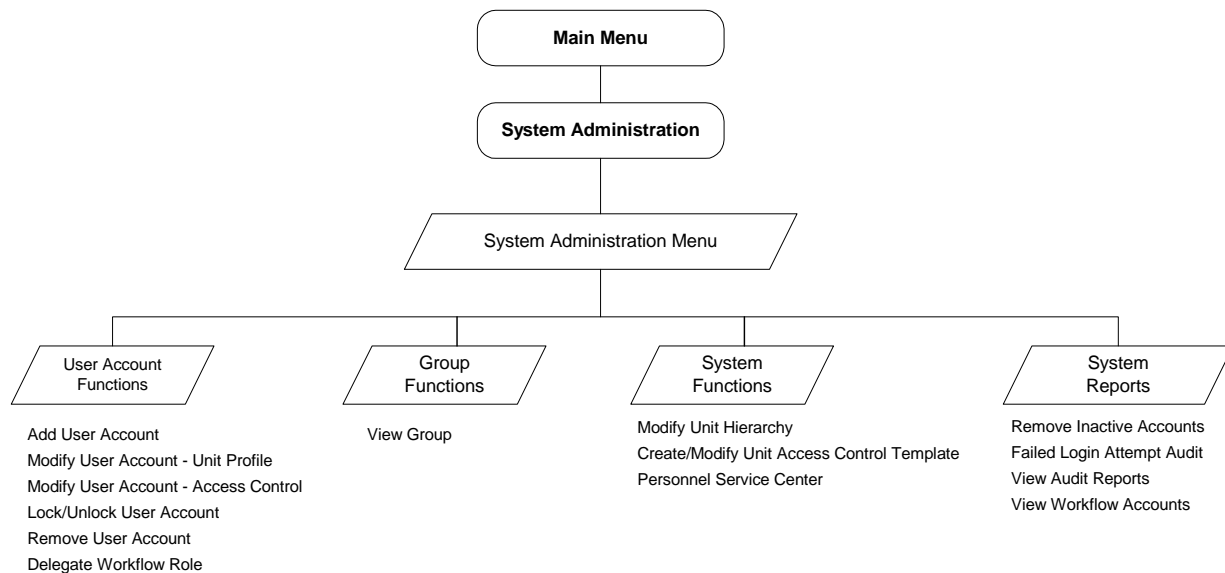 Main Menu
System Administration
System Administration Menu
User Account
Functions
Group
Functions
System
Functions
System
Reports
Add User Account
Modify User Account - Unit Profile
Modify User Account - Access Control
Lock/Unlock User Account
Remove User Account
Delegate Workflow Role
View Group
Modify Unit Hierarchy
Create/Modify Unit Access Control Template
Personnel Service Center
Remove Inactive Accounts
Failed Login Attempt Audit
View Audit Reports
View Workflow Accounts